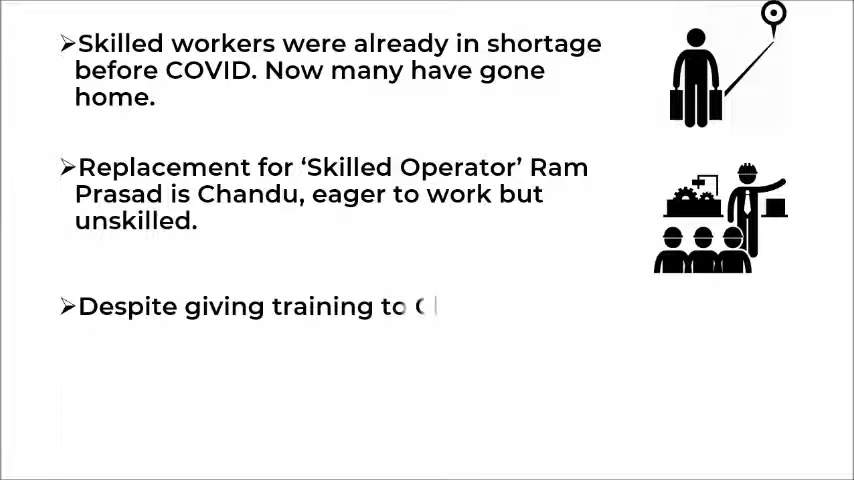 ➢Skilled workers were already in shortage
before COVID. Now many have gone
home.
➢Replacement for ‘Skilled Operator’ Ram
Prasad is Chandu, eager to work but
unskilled.
➢Despite giving training to